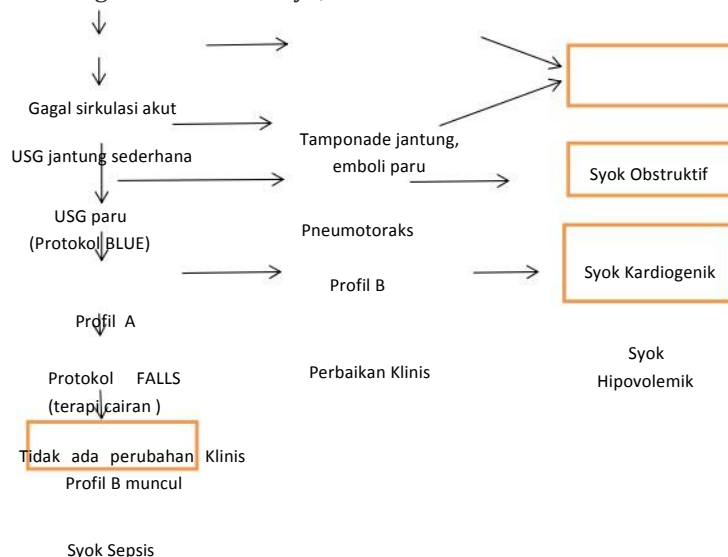 Gagal sirkulasi akut
USG jantung sederhana
Tamponade jantung,
emboli paru
Syok Obstruktif
USG paru
(Protokol BLUE)
Pneumotoraks
Profil B
Syok Kardiogenik
Profil A
Perbaikan Klinis
Syok
Hipovolemik
Protokol FALLS
(terapi cairan )
Tidak ada perubahan Klinis
Profil B muncul
Syok Sepsis